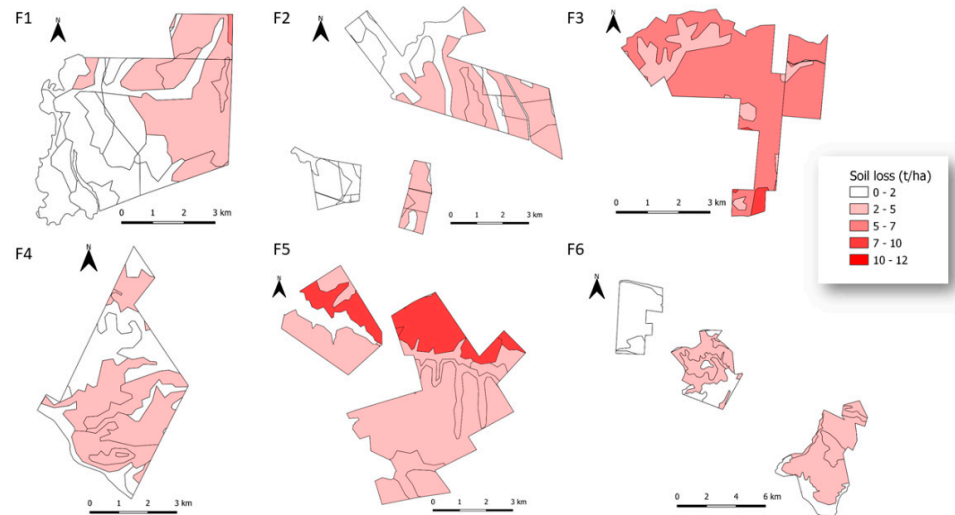 F1
N
0 1 2 3 km
F2
N
0 1 2 3 km
F3
N
0 1 2 3 km
Soil loss (t/ha)
0 - 2
2 - 5
5 - 7
7 - 10
10 - 12
F4
N
0 1 2 3 km
F5
N
0 1 2 3 km
F6
N
0 2 4 6 km